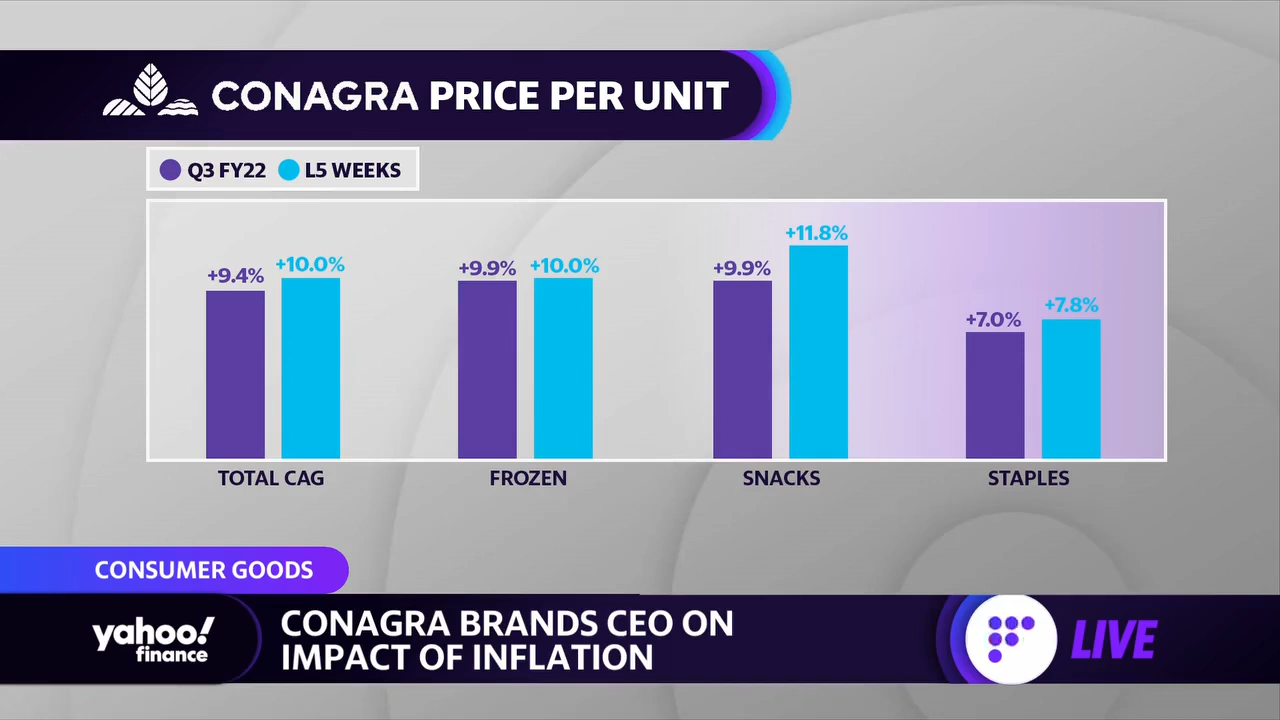 CONAGRA PRICE PER UNIT
Q3 FY22 L5 WEEKS
+9.4% +10.0% +9.9% +10.0% +9.9% +11.8% +7.0% +7.8%
TOTAL CAG FROZEN SNACKS STAPLES
CONSUMER GOODS
yahoo!
finance
CONAGRA BRANDS CEO ON
IMPACT OF INFLATION
LIVE